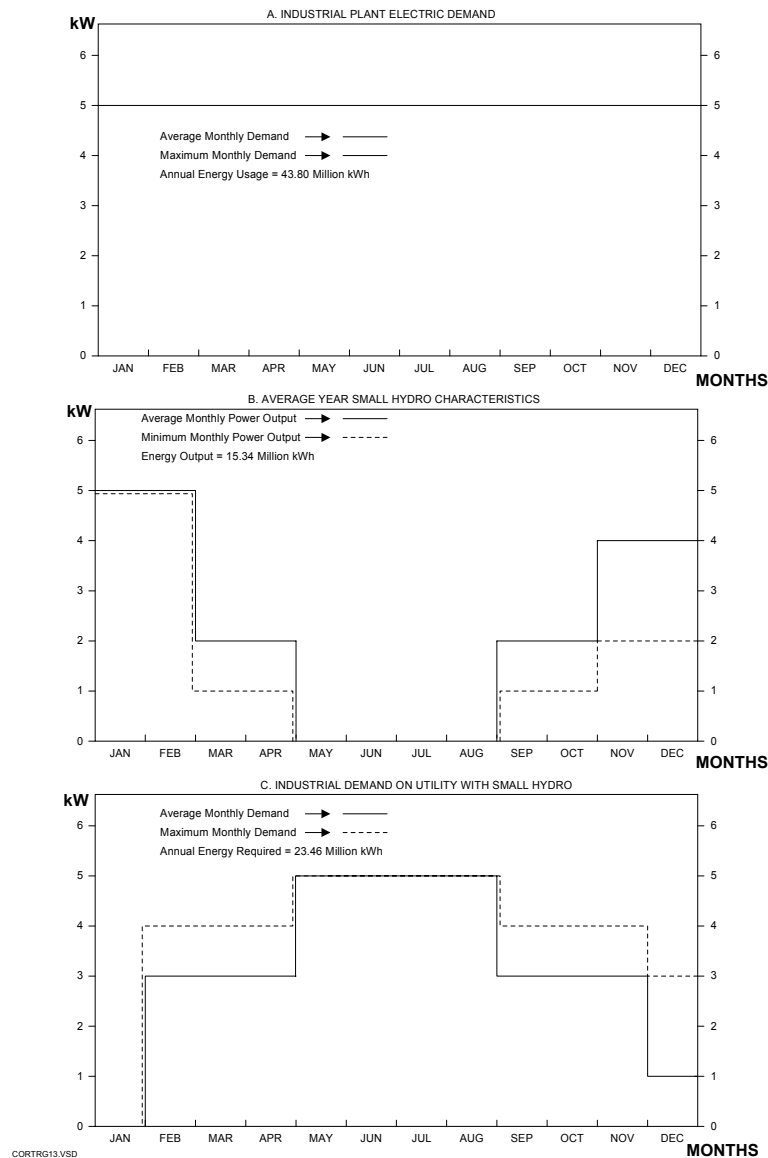 A. INDUSTRIAL PLANT ELECTRIC DEMAND
kW
6 6
5 5
Average Monthly Demand
4 4
Maximum Monthly Demand
Annual Energy Usage = 43.80 Million kWh
3 3
2 2
1 1
0 0
JAN FEB MAR APR MAY JUN JUL AUG SEP OCT NOV DEC
MONTHS
B. AVERAGE YEAR SMALL HYDRO CHARACTERISTICS
kW
Average Monthly Power Output
6 6
Minimum Monthly Power Output
Energy Output = 15.34 Million kWh
5 5
4 4
3 3
2 2
1 1
0 0
JAN FEB MAR APR MAY JUN JUL AUG SEP OCT NOV DEC
MONTHS
C. INDUSTRIAL DEMAND ON UTILITY WITH SMALL HYDRO
kW
Average Monthly Demand
6 6
Maximum Monthly Demand
Annual Energy Required = 23.46 Million kWh
5 5
4 4
3 3
2 2
1 1
0 0
JAN FEB MAR APR MAY JUN JUL AUG SEP OCT NOV DEC
MONTHS
CORTRG13.VSD